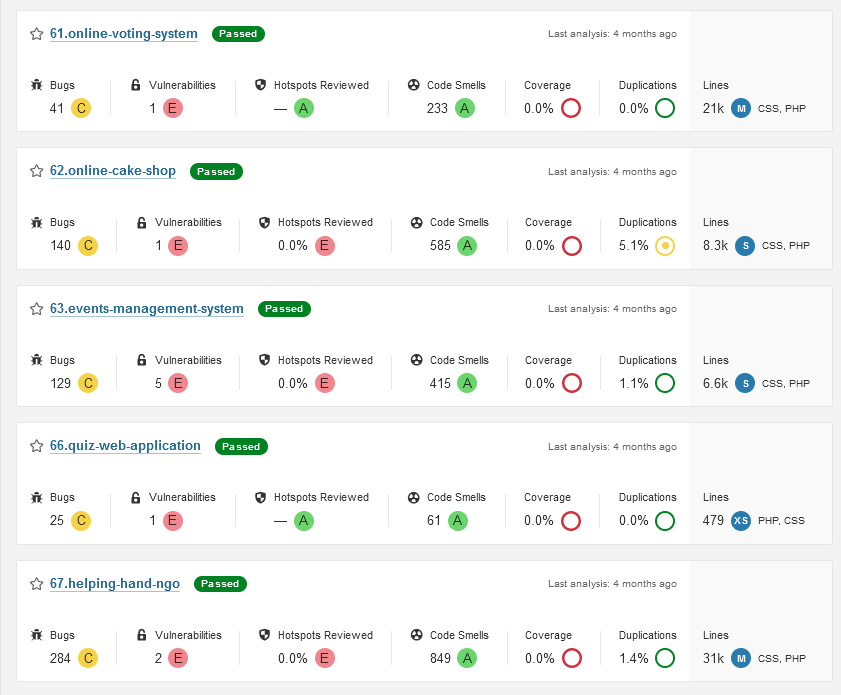 61.online-voting-system Passed Last analysis: 4 months ago
Bugs Vulnerabilities Hotspots Reviewed Code Smells Coverage Duplications Lines
41 C 1 E — A 233 A 0.0% 0.0% 21k M CSS, PHP
62.online-cake-shop Passed Last analysis: 4 months ago
Bugs Vulnerabilities Hotspots Reviewed Code Smells Coverage Duplications Lines
140 C 1 E 0.0% E 585 A 0.0% 5.1% 8.3k S CSS, PHP
63.events-management-system Passed Last analysis: 4 months ago
Bugs Vulnerabilities Hotspots Reviewed Code Smells Coverage Duplications Lines
129 C 5 E 0.0% E 415 A 0.0% 1.1% 6.6k S CSS, PHP
66.quiz-web-application Passed Last analysis: 4 months ago
Bugs Vulnerabilities Hotspots Reviewed Code Smells Coverage Duplications Lines
25 C 1 E — A 61 A 0.0% 0.0% 479 XS PHP, CSS
67.helping-hand-ngo Passed Last analysis: 4 months ago
Bugs Vulnerabilities Hotspots Reviewed Code Smells Coverage Duplications Lines
284 C 2 E 0.0% E 849 A 0.0% 1.4% 31k M CSS, PHP